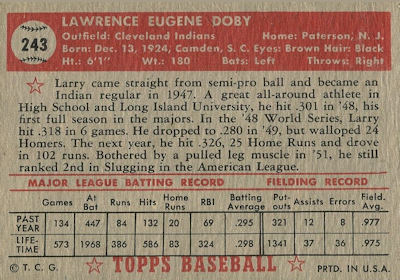 243
LAWRENCE EUGENE DOBY
Outfield: Cleveland Indians Home: Paterson, N. J.
Born: Dec. 13, 1924, Camden, S. C. Eyes: Brown Hair: Black
Ht: 6'1" Wt: 180 Bats: Left Throws: Right
Larry came straight from semi-pro ball and became an
Indian regular in 1947. A great all-around athlete in
High School and Long Island University, he hit .301 in '48, his
first full season in the majors. In the '48 World Series, Larry
hit .318 in 6 games. He dropped to .280 in '49, but walloped 24
Homers. The next year, he hit .326, 25 Home Runs and drove
in 102 runs. Bothered by a pulled leg muscle in '51, he still
ranked 2nd in Slugging in the American League.
MAJOR LEAGUE BATTING RECORD FIELDING RECORD
Games At Bat Runs Hits Home Runs RBI Batting Average Put-outs Assists Errors Field. Avg.
PAST YEAR 134 447 84 132 20 69 .295 321 12 8 .977
LIFE-TIME 573 1968 386 586 83 324 .298 1341 36 36 .975
© T. C. G. TOPPS BASEBALL PRTD. IN U.S.A.